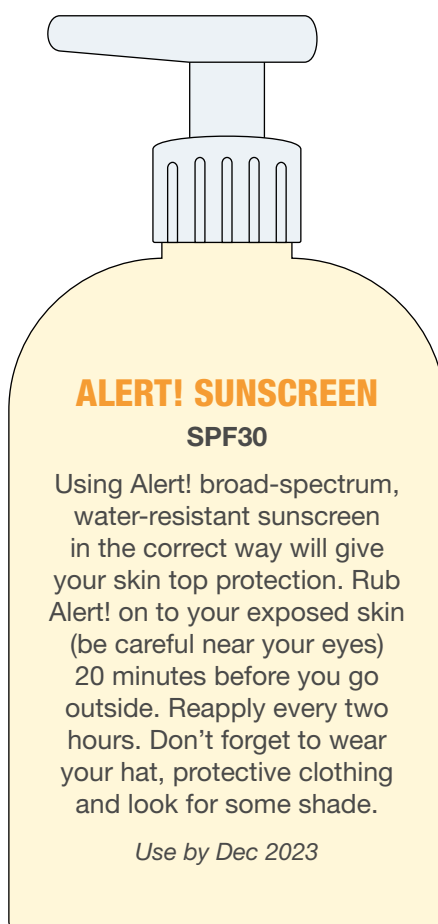 ALERT! SUNSCREEN
SPF30
Using Alert! broad-spectrum,
water-resistant sunscreen
in the correct way will give
your skin top protection. Rub
Alert! on to your exposed skin
(be careful near your eyes)
20 minutes before you go
outside. Reapply every two
hours. Don’t forget to wear
your hat, protective clothing
and look for some shade.
Use by Dec 2023